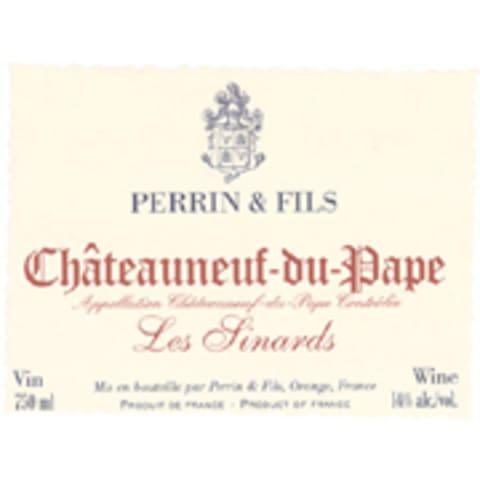 PERRIN & FILS
Châteauneuf-du-Pape
Appellation Châteauneuf-du-Pape Contrôlée
Les Sinards
Vin Wine
Mis en bouteille par Perrin & Fils, Orange, France
750 ml 14% alc./vol.
PRODUIT DE FRANCE - PRODUCT OF FRANCE